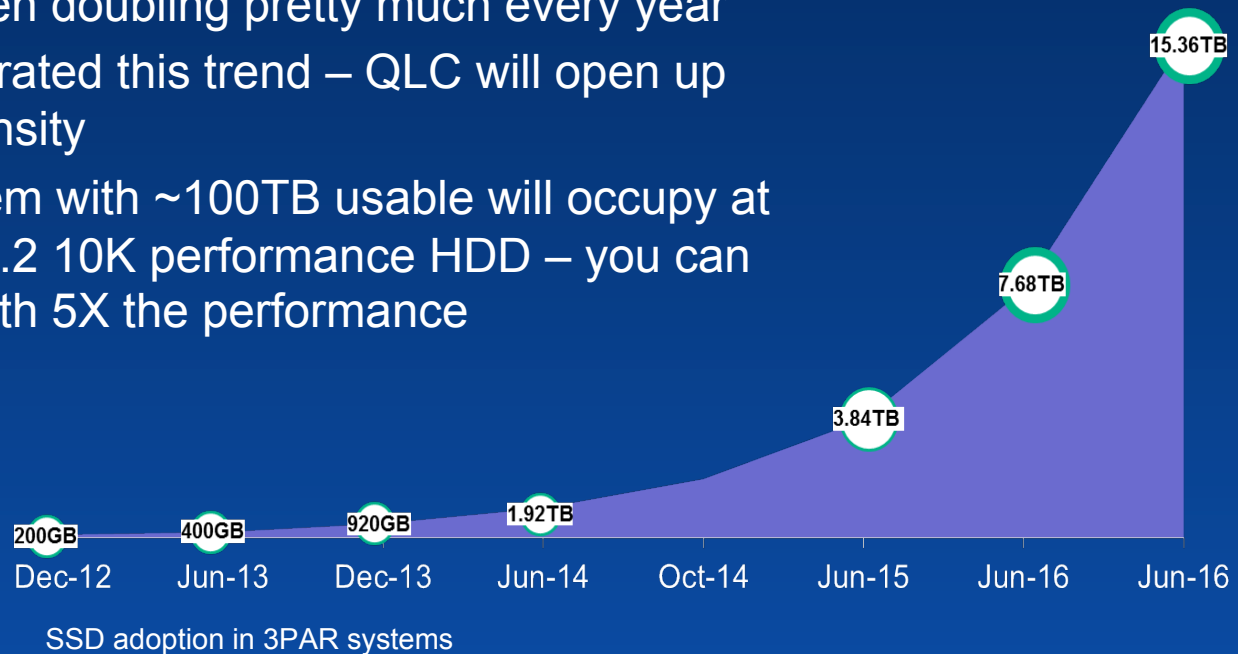 en doubling pretty much every year
rated this trend – QLC will open up
nsity
em with ~100TB usable will occupy at
.2 10K performance HDD – you can
th 5X the performance
15.36TB
7.68TB
3.84TB
1.92TB
920GB
400GB
200GB
Dec-12 Jun-13 Dec-13 Jun-14 Oct-14 Jun-15 Jun-16 Jun-16
SSD adoption in 3PAR systems